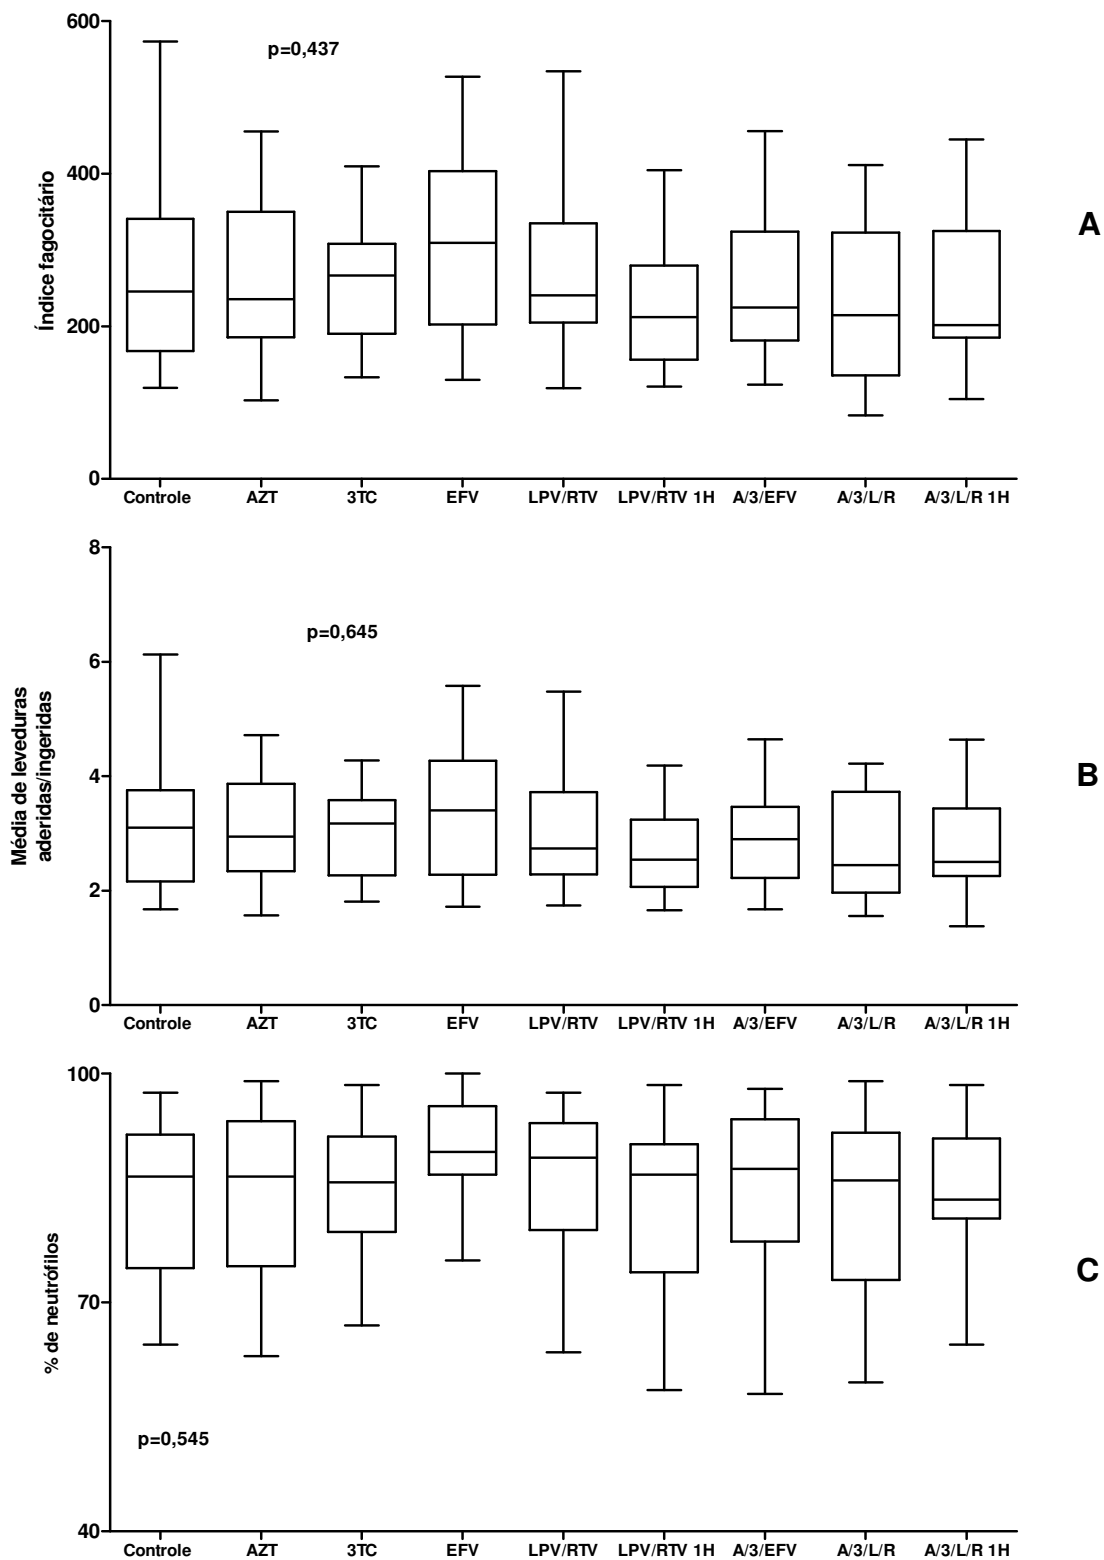 600
p=0,437
400
200
0
Índice fagocitário
A
Controle AZT 3TC EFV LPV/RTV LPV/RTV 1H A/3/EFV A/3/L/R A/3/L/R 1H
8
p=0,645
6
4
2
0
Média de leveduras
aderidas/ingeridas
B
Controle AZT 3TC EFV LPV/RTV LPV/RTV 1H A/3/EFV A/3/L/R A/3/L/R 1H
100
70
40
% de neutrófilos
C
p=0,545
Controle AZT 3TC EFV LPV/RTV LPV/RTV 1H A/3/EFV A/3/L/R A/3/L/R 1H